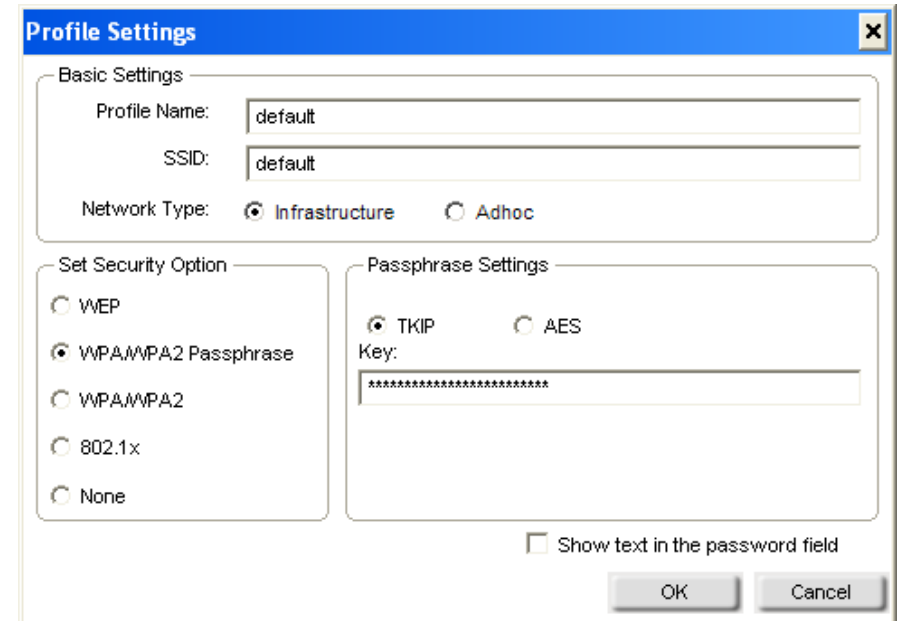 Profile Settings
Basic Settings
Profile Name: default
SSID: default
Network Type: Infrastructure Adhoc
Set Security Option
WEP
WPA/WPA2 Passphrase
WPA/WPA2
802.1x
None
Passphrase Settings
TKIP AES
Key:
*************************
Show text in the password field
OK Cancel